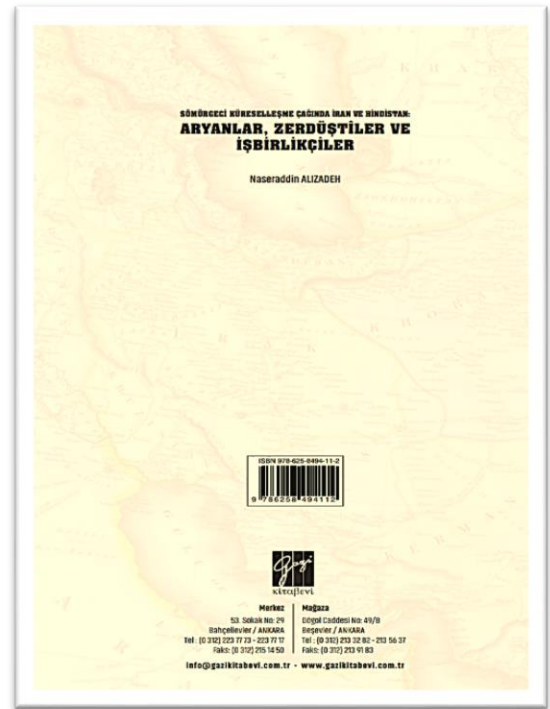 SÖMÜRGECİ KÜRESELLEŞME ÇAĞINDA İRAN VE HİNDİSTAN:
ARYANLAR, ZERDÜŞTİLER VE
İŞBİRLİKÇİLER
Naseraddin ALIZADEH
ISBN 978-625-8494-11-2
9 786258 494112
Gazi
kitabevi
Merkez
53. Sokak No: 29
Bahçelievler / ANKARA
Tel : (0 312) 223 77 73 - 223 77 17
Faks: (0 312) 215 14 50
Mağaza
Dögol Caddesi No: 49/B
Beşevler / ANKARA
Tel : (0 312) 213 32 82 - 213 56 37
Faks: (0 312) 213 91 83
info@gazikitabevi.com.tr - www.gazikitabevi.com.tr